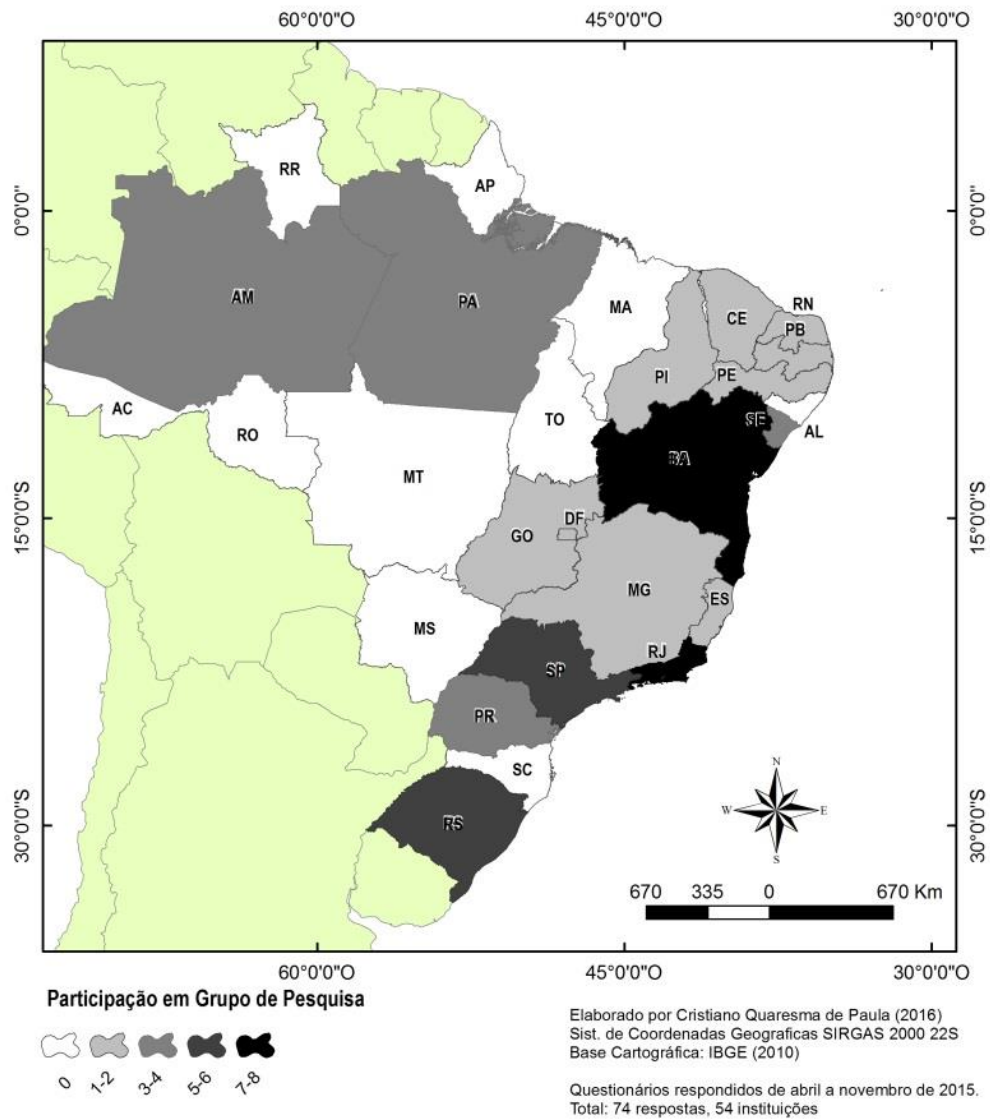 60°0'0"O 45°0'0"O 30°0'0"O
0°0'0"
15°0'0"S
30°0'0"S
RR
AP
AM
PA
MA
CE
RN
PB
PI
PE
AC
RO
TO
SE
AL
BA
MT
DF
GO
MG
ES
MS
RJ
SP
PR
SC
RS
0°0'0"
15°0'0"S
30°0'0"S
N
W E
S
670 335 0 670 Km
60°0'0"O 45°0'0"O 30°0'0"O
Participação em Grupo de Pesquisa
0 1-2 3-4 5-6 7-8
Elaborado por Cristiano Quaresma de Paula (2016)
Sist. de Coordenadas Geograficas SIRGAS 2000 22S
Base Cartográfica: IBGE (2010)
Questionários respondidos de abril a novembro de 2015.
Total: 74 respostas, 54 instituições